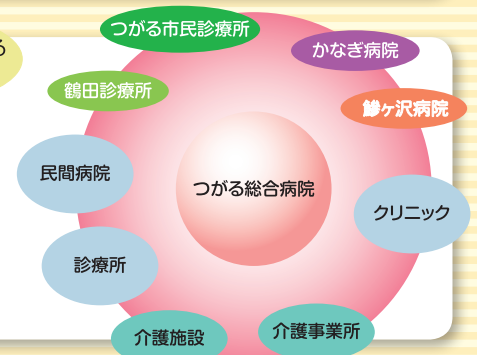 る
つがる市民診療所
かなぎ病院
鶴田診療所
鰺ヶ沢病院
民間病院
つがる総合病院
クリニック
診療所
介護施設
介護事業所